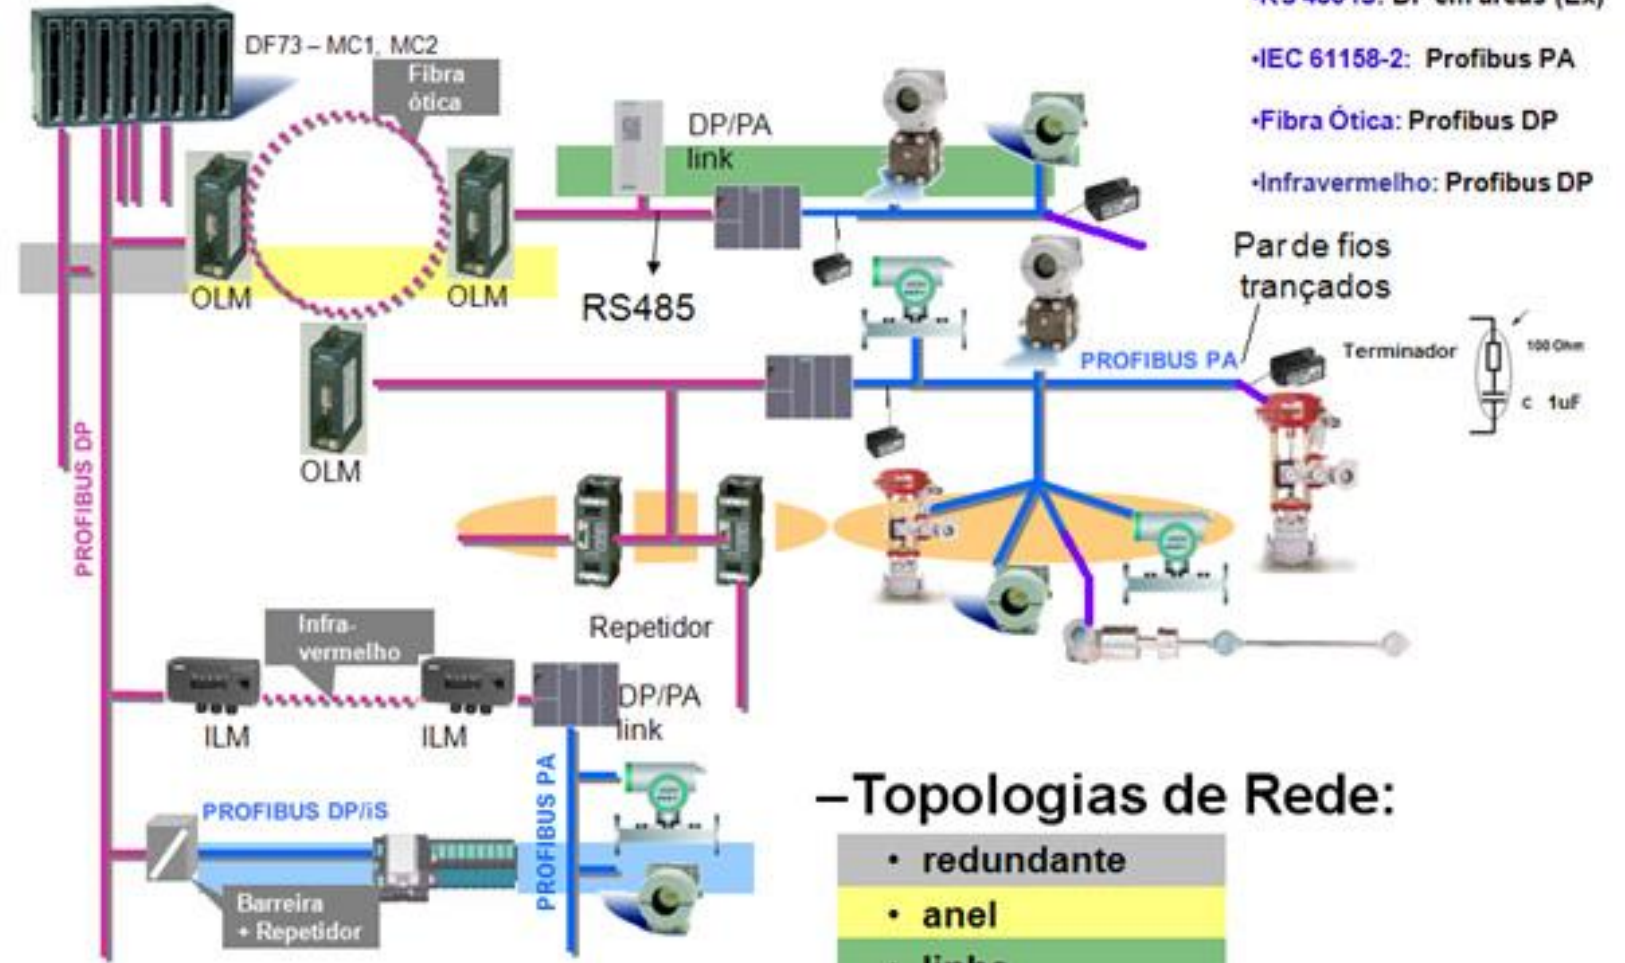 DF73 – MC1, MC2
Fibra
ótica
DP/PA
link
•IEC 61158-2: Profibus PA
•Fibra Ótica: Profibus DP
•Infravermelho: Profibus DP
OLM
OLM
RS485
Par de fios
trançados
PROFIBUS PA
Terminador
100 Ohm
c 1uF
OLM
PROFIBUS DP
Repetidor
Infra-
vermelho
ILM
ILM
DP/PA
link
PROFIBUS PA
PROFIBUS DP/iS
Barreira
+ Repetidor
–Topologias de Rede:
• redundante
• anel